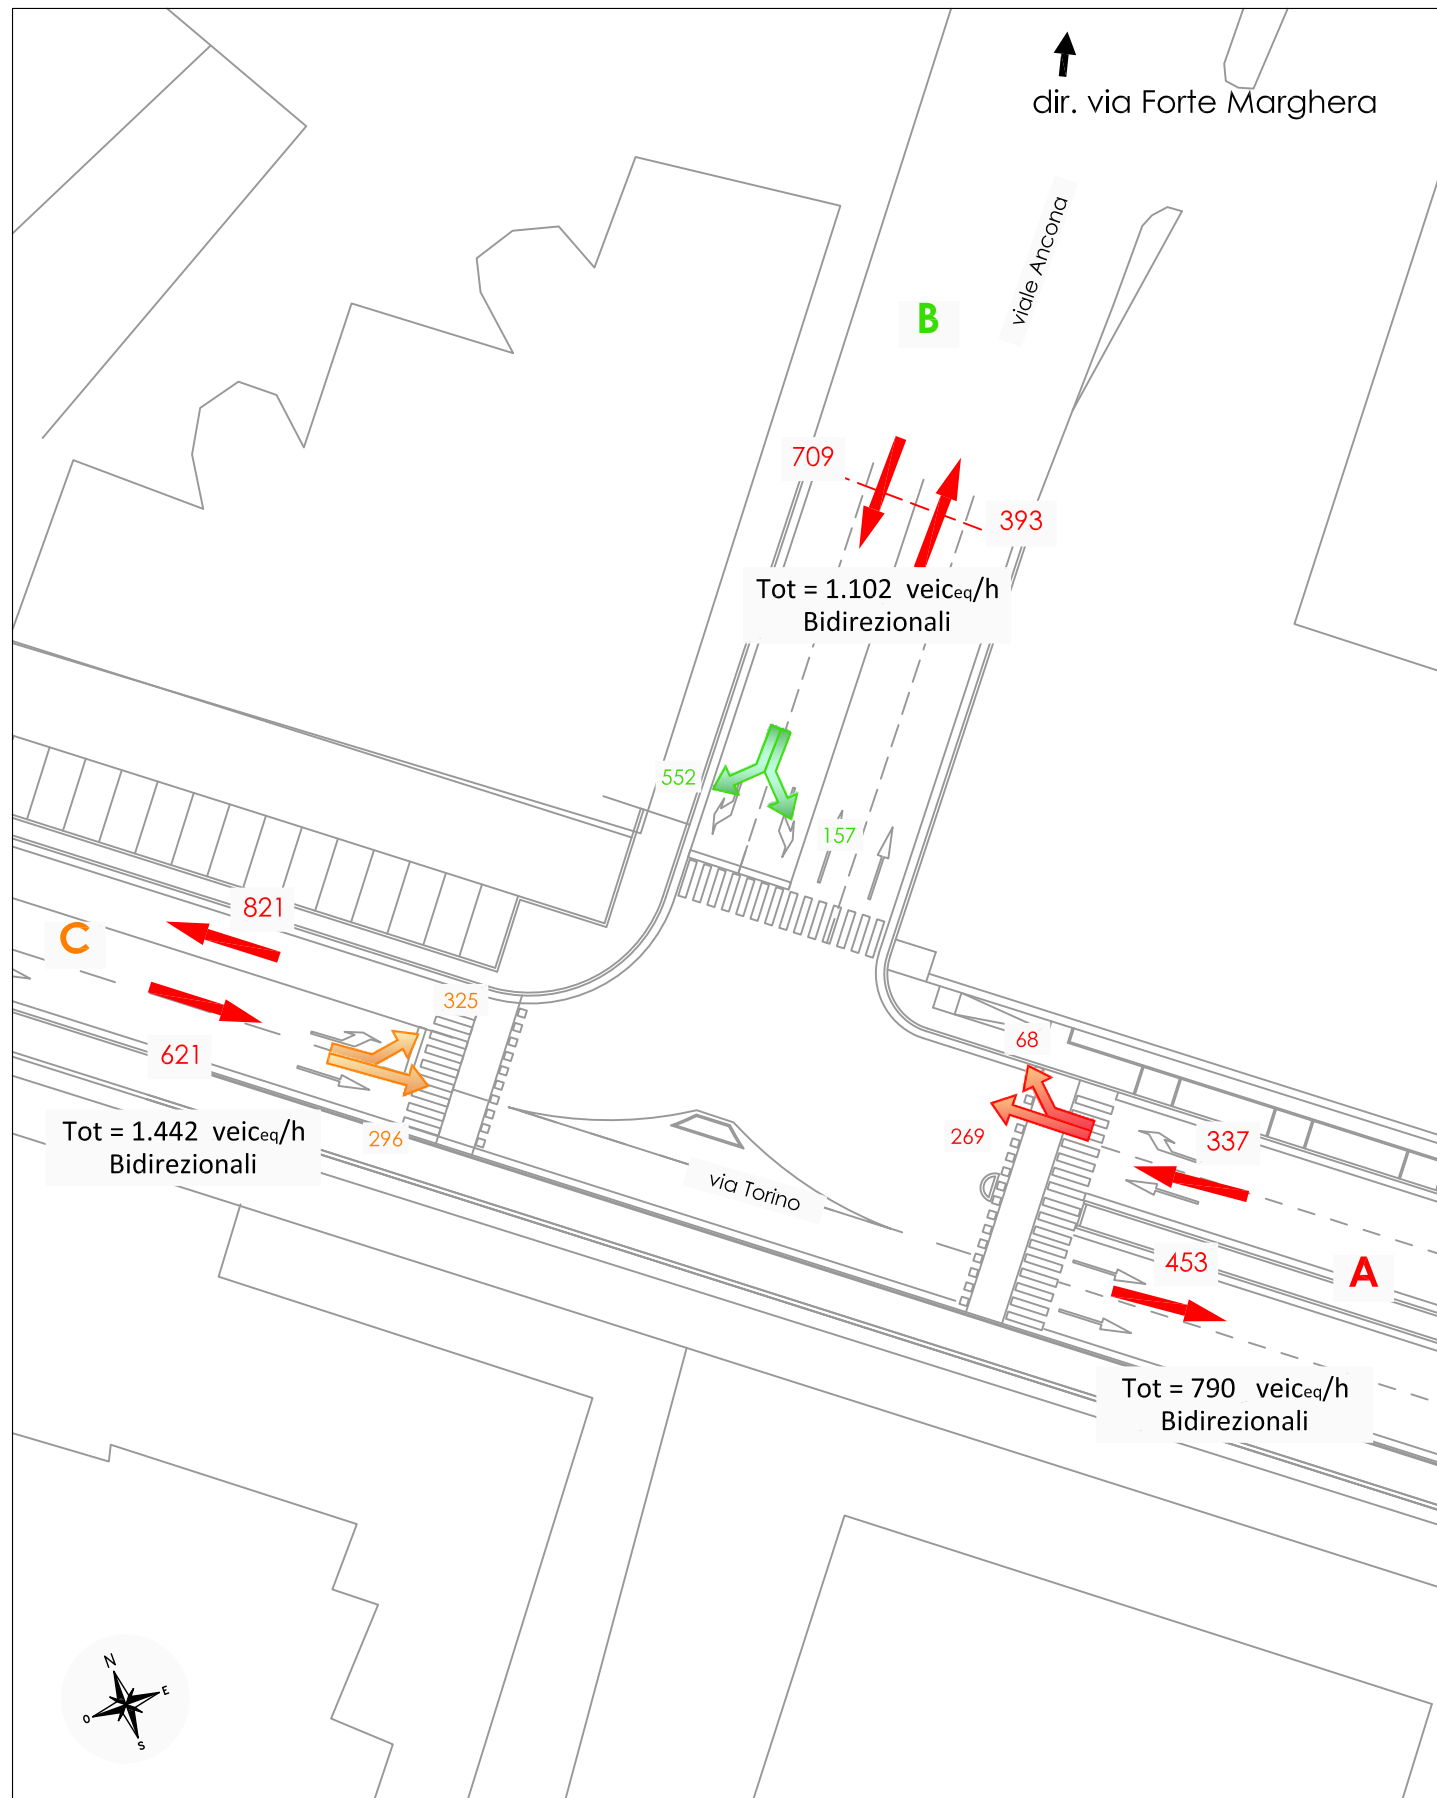 dir. via Forte Marghera
viale Ancona
B
709
393
Tot = 1.102 veiceq/h
Bidirezionali
552
157
821
C
325
621
68
Tot = 1.442 veiceq/h
Bidirezionali
296
269
337
via Torino
453
A
Tot = 790 veiceq/h
Bidirezionali
N
E
O
S